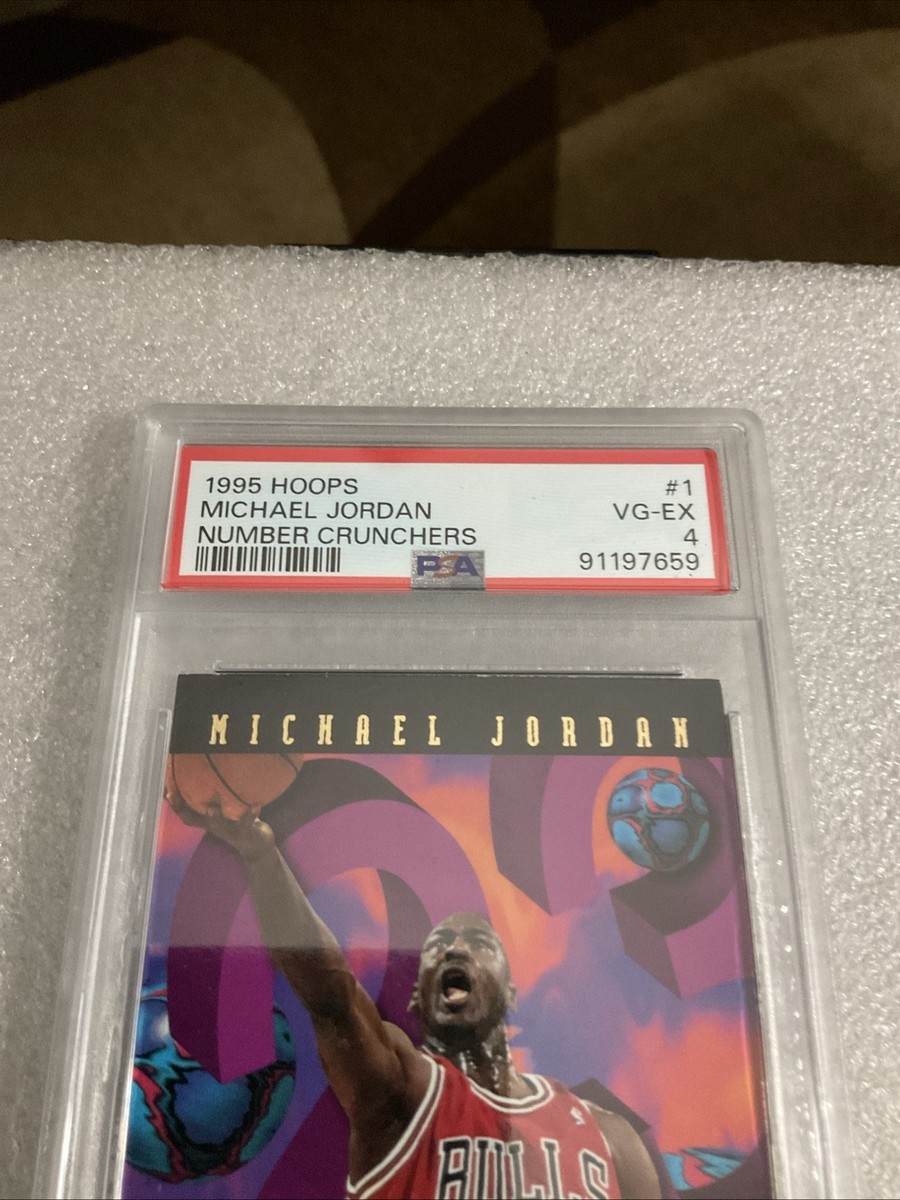 1995 HOOPS #1
MICHAEL JORDAN VG-EX
NUMBER CRUNCHERS 4
PSA 91197659
MICHAEL JORDAN
BULLS